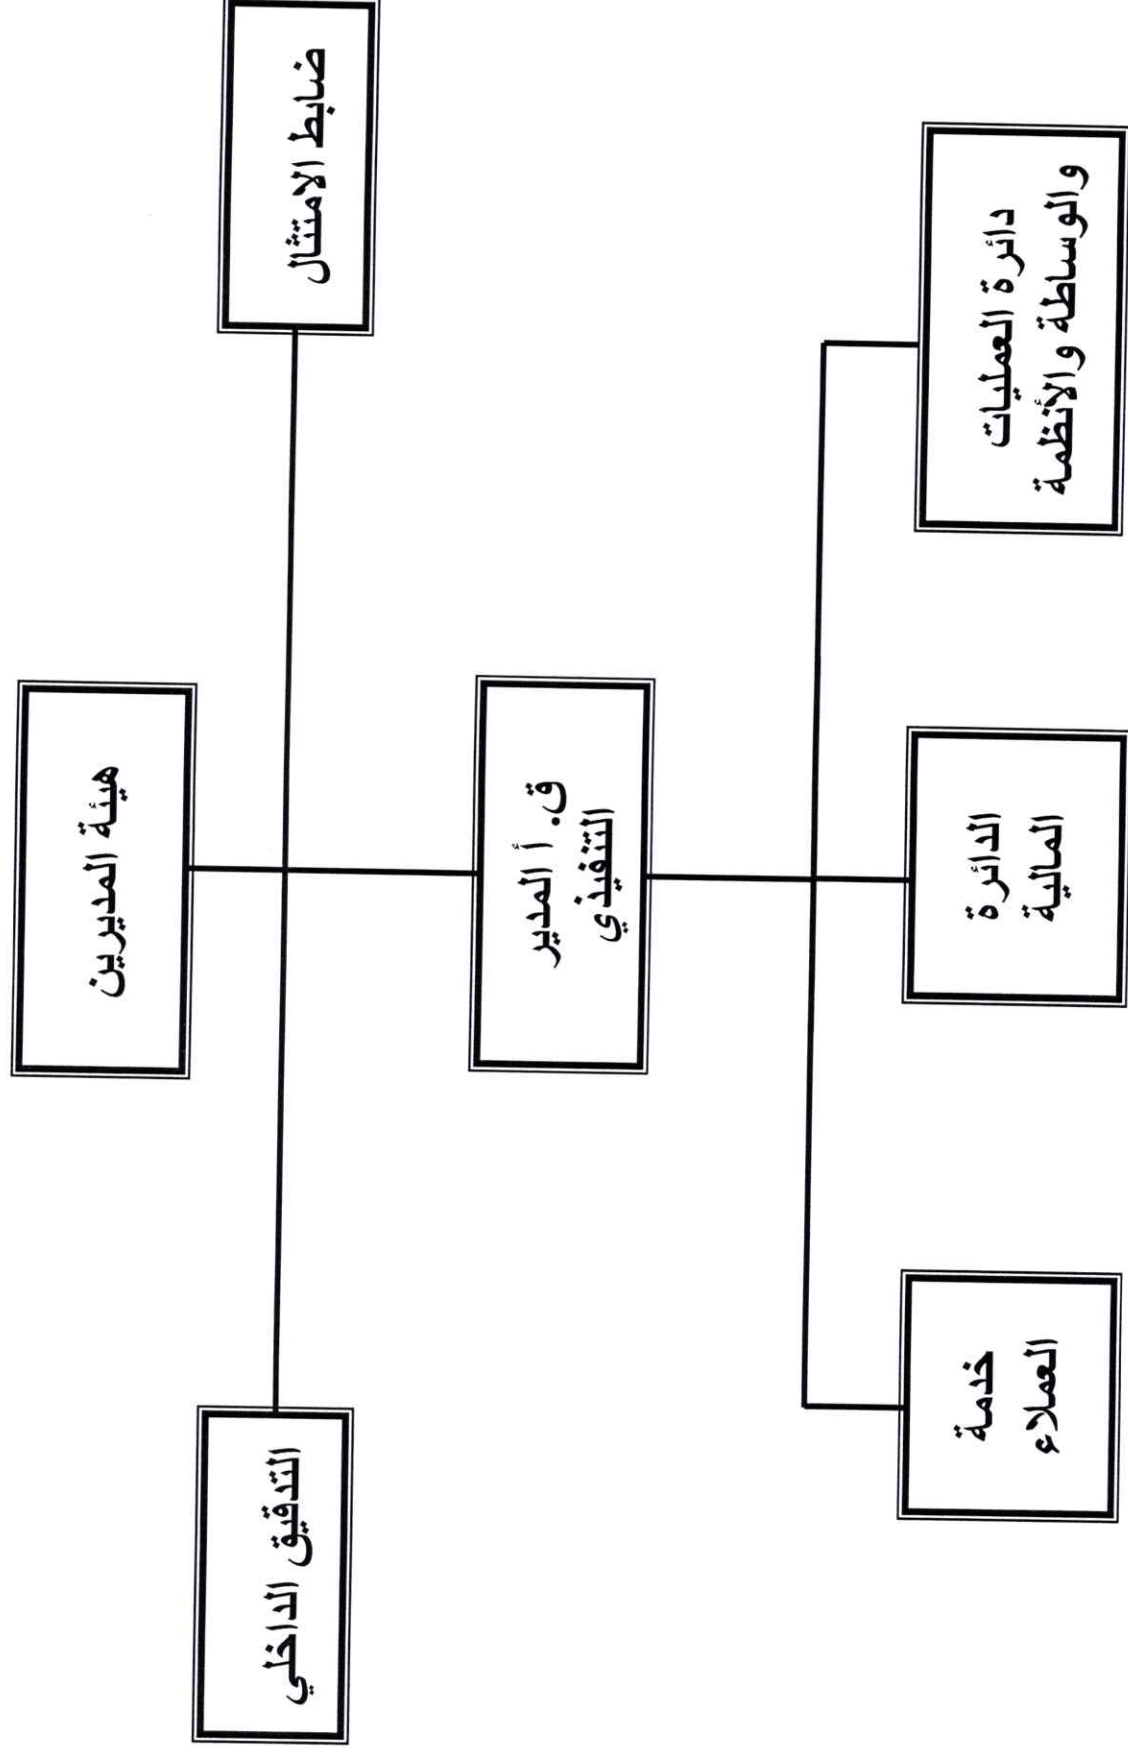 هيئة المديرين
ضابط الامتثال
التدقيق الداخلي
ق. أ المدير
التنفيذي
دائرة العمليات
والوساطة والأنظمة
الدائرة
المالية
خدمة
العملاء